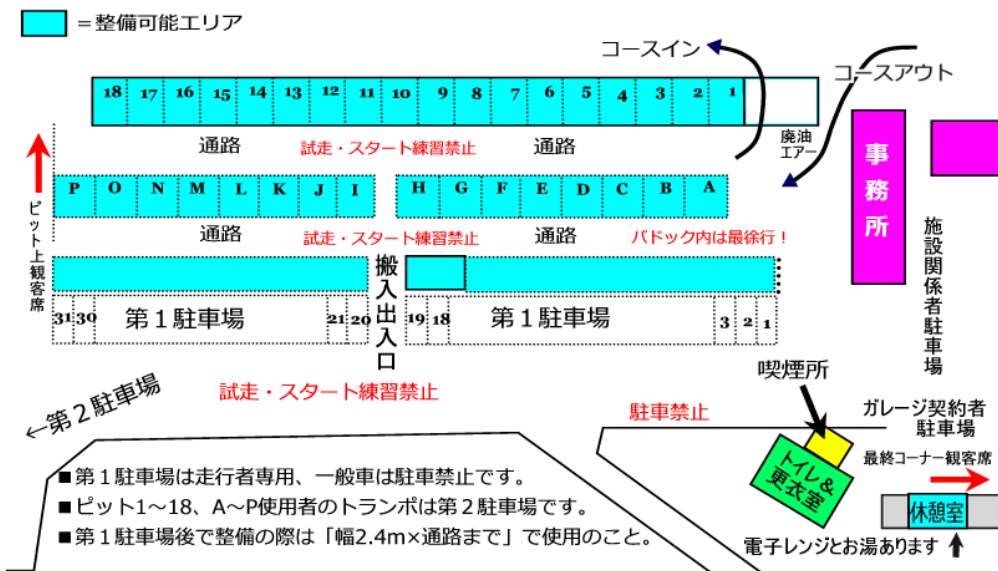 =整備可能エリア
コースイン
コースアウト
18 17 16 15 14 13 12 11 10 9 8 7 6 5 4 3 2 1
廃油
エアー
通路
試走・スタート練習禁止
通路
事務所
P O N M L K J I H G F E D C B A
ピット上観客席
通路
試走・スタート練習禁止
通路
パドック内は最徐行！
施設関係者駐車場
搬入出入口
31 30 第１駐車場 21 20
19 18 第１駐車場 3 2 1
喫煙所
試走・スタート練習禁止
←第２駐車場
駐車禁止
ガレージ契約者
駐車場
トイレ&
更衣室
最終コーナー観客席
■第１駐車場は走行者専用、一般車は駐車禁止です。
■ピット1～18、A～P使用者のトランポは第２駐車場です。
■第１駐車場後で整備の際は「幅2.4m×通路まで」で使用のこと。
休憩室
電子レンジとお湯あります